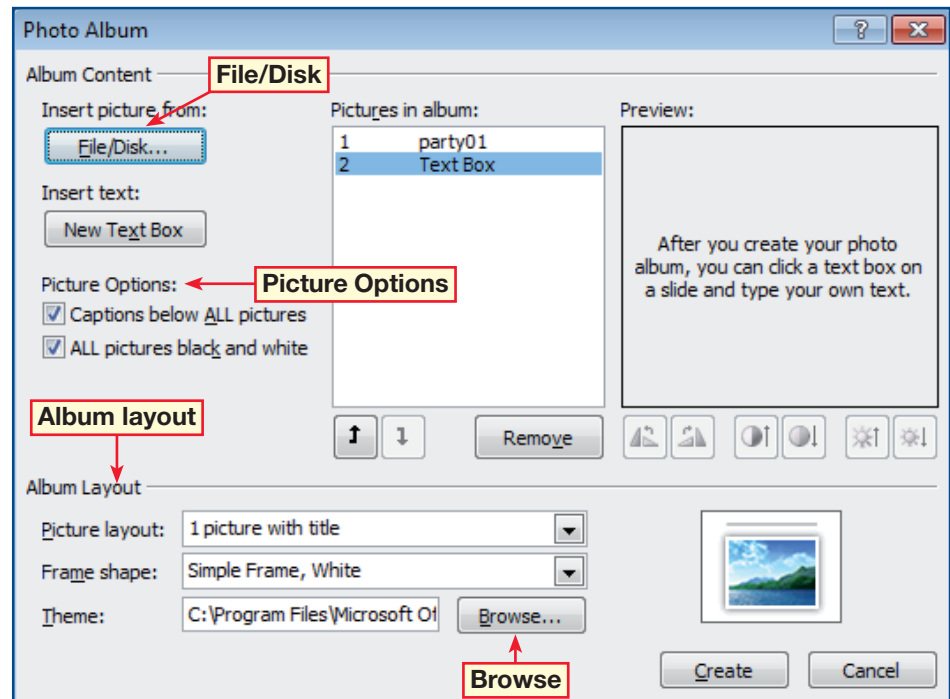 Photo Album
?
Album Content
File/Disk
Insert picture from:
File/Disk...
Insert text:
New Text Box
Picture Options:
Picture Options
Captions below ALL pictures
ALL pictures black and white
Pictures in album:
1 party01
2 Text Box
Remove
Preview:
After you create your photo
album, you can click a text box on
a slide and type your own text.
Album layout
Album Layout
Picture layout: 1 picture with title
Frame shape: Simple Frame, White
Theme: C:\Program Files\Microsoft Of Browse...
Browse
Create Cancel